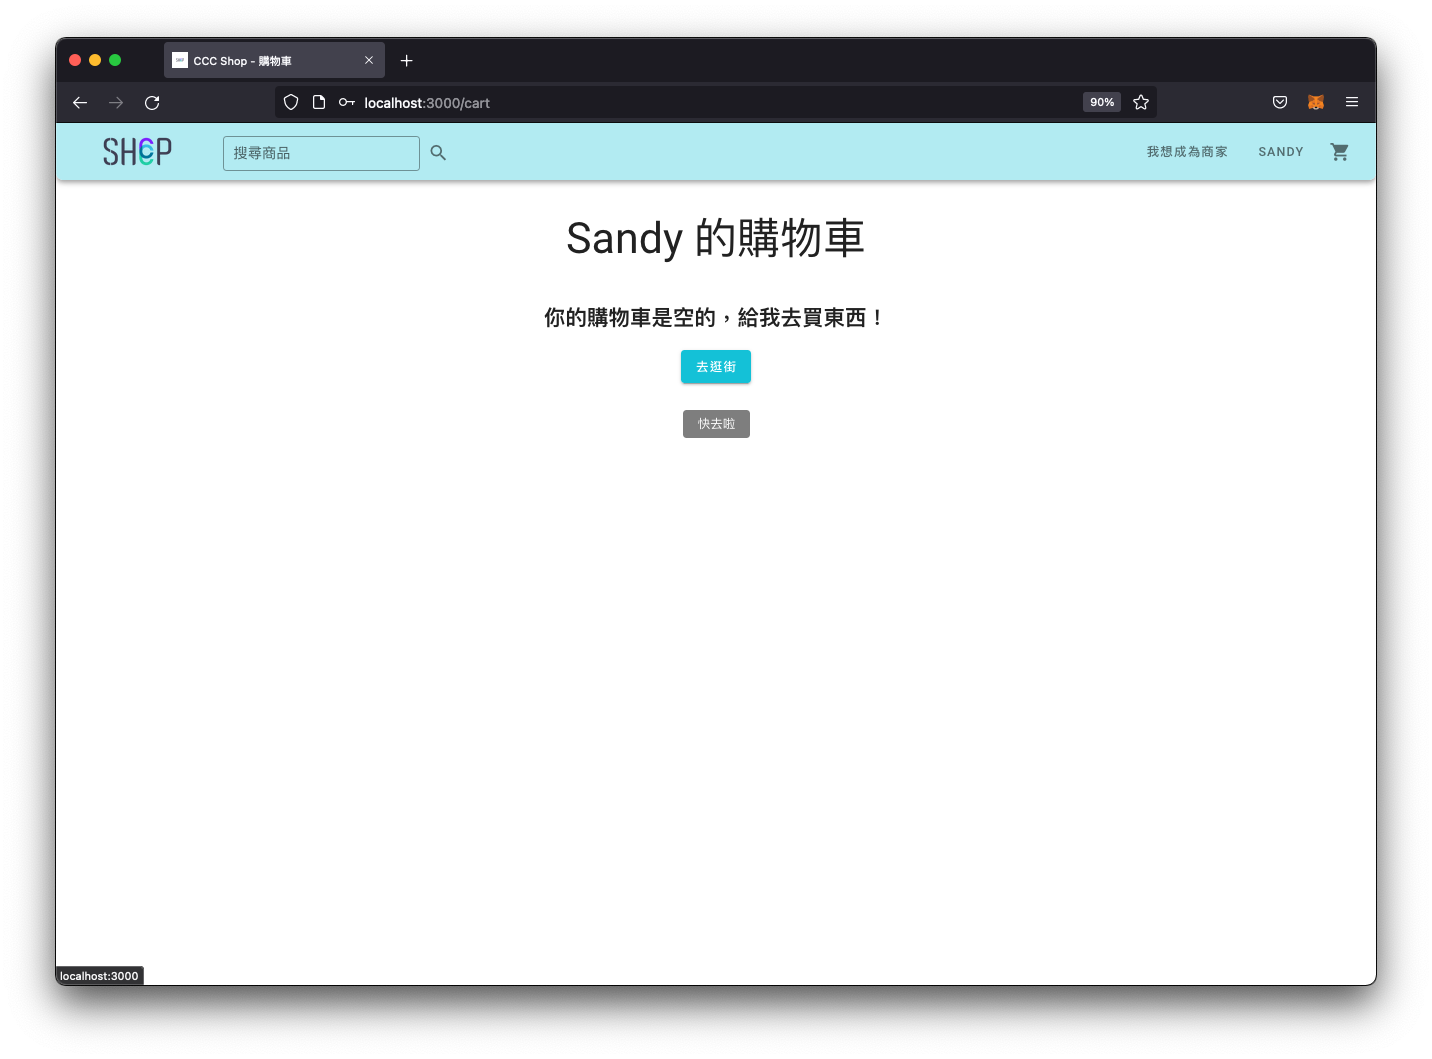 CCC Shop - 購物車
localhost:3000/cart
90%
SHCP
搜尋商品
我想成為商家
SANDY
Sandy 的購物車
你的購物車是空的，給我去買東西！
去逛街
快去啦
localhost:3000